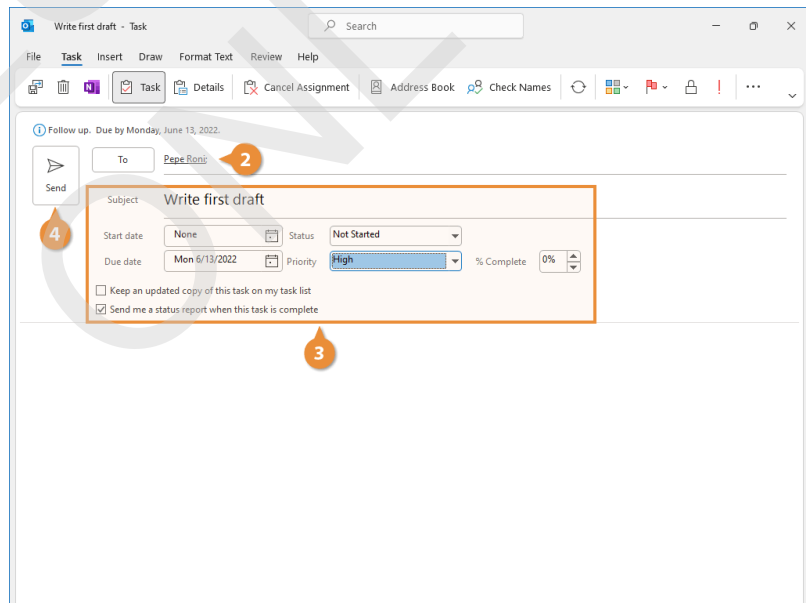 Write first draft - Task
Search
File Task Insert Draw Format Text Review Help
Task Details Cancel Assignment Address Book Check Names
Follow up. Due by Monday, June 13, 2022.
To Pepe Roni; 2
Send
Subject Write first draft
4
Start date None Status Not Started
Due date Mon 6/13/2022 Priority High % Complete 0%
Keep an updated copy of this task on my task list
Send me a status report when this task is complete
3